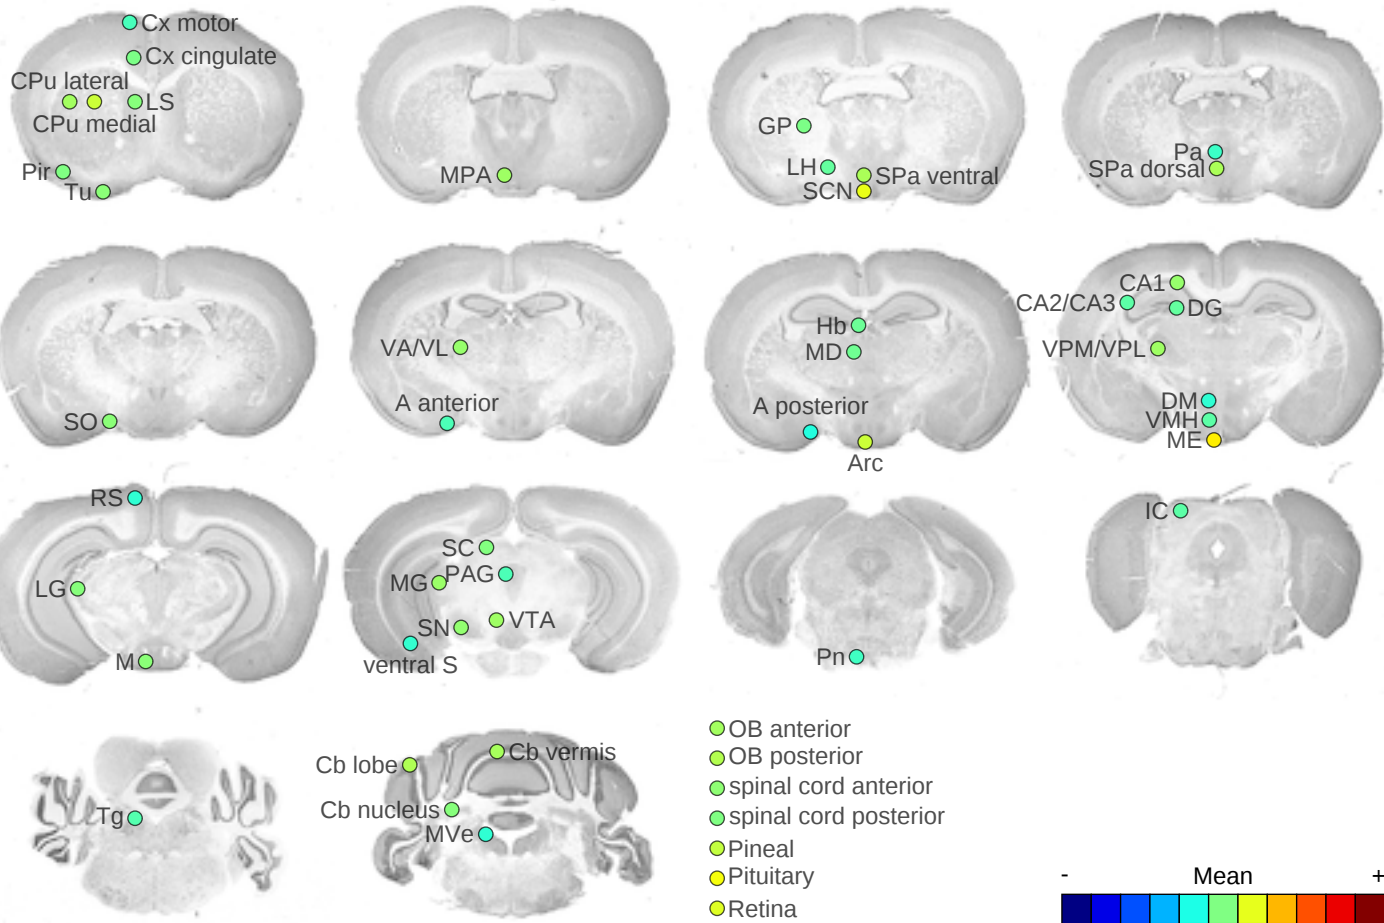 Cx motor
Cx cingulate
CPu lateral
LS
CPu medial
Pir
Tu
MPA
GP
LH
SPa ventral
SCN
Pa
SPa dorsal
SO
VA/VL
A anterior
Hb
MD
A posterior
Arc
CA1
CA2/CA3
DG
VPM/VPL
DM
VMH
ME
RS
LG
M
SC
MG
PAG
SN
VTA
ventral S
Pn
IC
Tg
Cb lobe
Cb vermis
Cb nucleus
MVe
OB anterior
OB posterior
spinal cord anterior
spinal cord posterior
Pineal
Pituitary
Retina
- Mean +